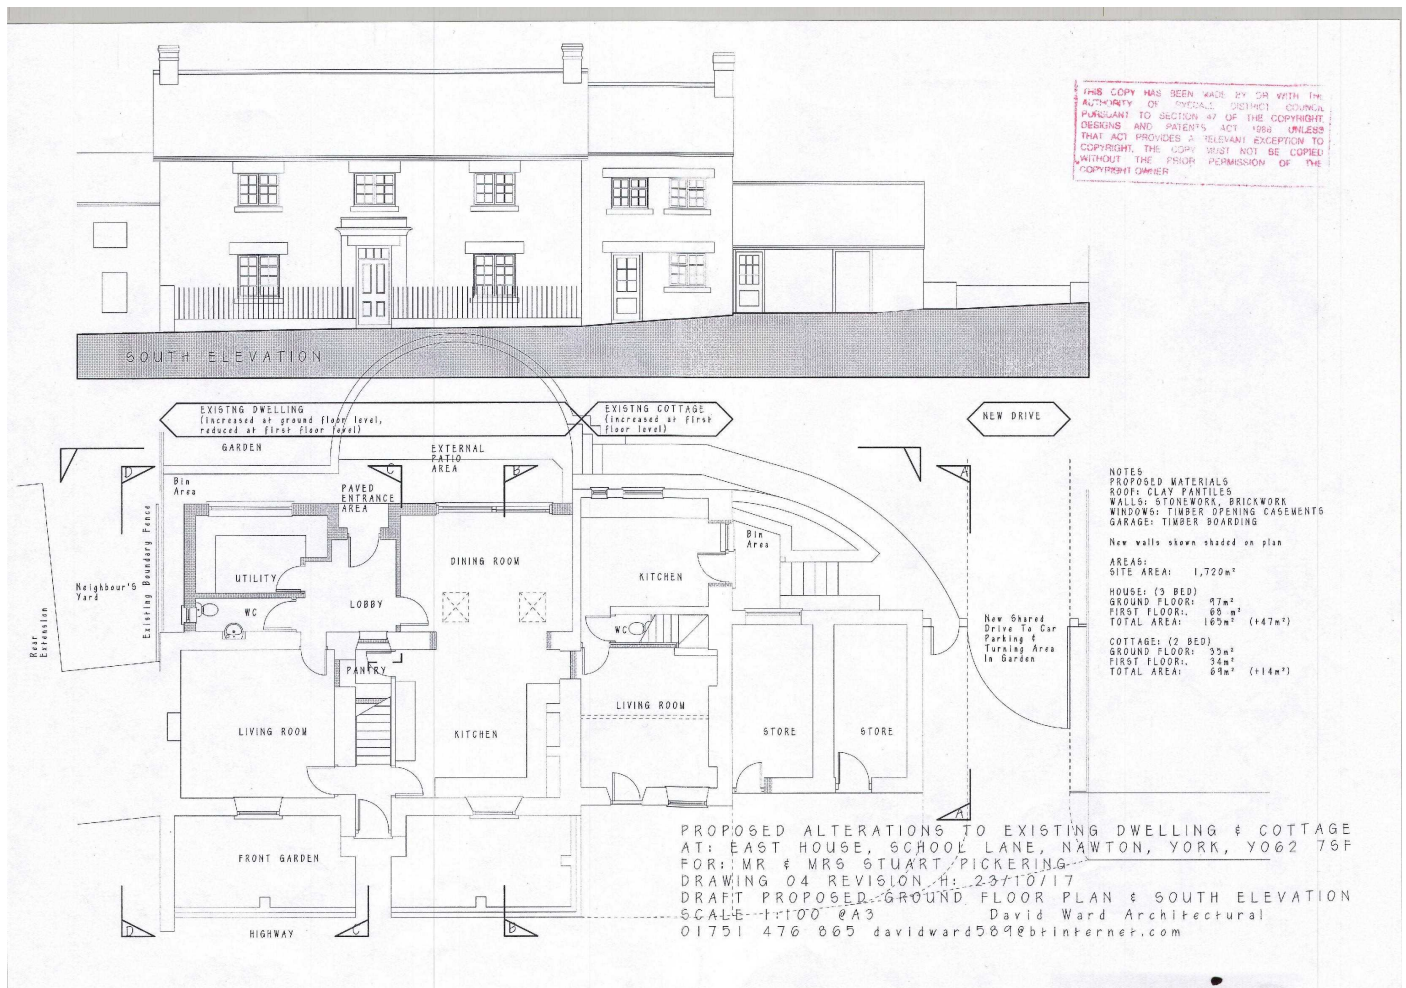 THIS COPY HAS BEEN MADE BY OR WITH THE
AUTHORITY OF RYEDALE DISTRICT COUNCIL
PURSUANT TO SECTION 47 OF THE COPYRIGHT,
DESIGNS AND PATENTS ACT 1988 UNLESS
THAT ACT PROVIDES A RELEVANT EXCEPTION TO
COPYRIGHT, THE COPY MUST NOT BE COPIED
WITHOUT THE PRIOR PERMISSION OF THE
COPYRIGHT OWNER
SOUTH ELEVATION
EXISTNG DWELLING
(increased at ground floor level,
reduced at first floor level)
EXISTNG COTTAGE
(increased at first
floor level)
NEW DRIVE
GARDEN
EXTERNAL
PATIO
AREA
D
C
B
A
Bin
Area
PAVED
ENTRANCE
AREA
NOTES
PROPOSED MATERIALS
ROOF: CLAY PANTILES
WALLS: STONEWORK, BRICKWORK
WINDOWS: TIMBER OPENING CASEMENTS
GARAGE: TIMBER BOARDING
New walls shown shaded on plan
AREAS:
SITE AREA: 1,720m²
HOUSE: (3 BED)
GROUND FLOOR: 97m²
FIRST FLOOR:. 68 m²
TOTAL AREA: 165m² (+47m²)
COTTAGE: (2 BED)
GROUND FLOOR: 35m²
FIRST FLOOR:. 34m²
TOTAL AREA: 69m² (+14m²)
Neighbour'S
Yard
Rear
Extension
Existing Boundary Fence
UTILITY
WC
LOBBY
DINING ROOM
KITCHEN
Bin
Area
WC
New Shared
Drive To Car
Parking &
Turning Area
In Garden
PANTRY
LIVING ROOM
KITCHEN
LIVING ROOM
STORE
STORE
A
FRONT GARDEN
D
C
B
HIGHWAY
PROPOSED ALTERATIONS TO EXISTING DWELLING & COTTAGE
AT: EAST HOUSE, SCHOOL LANE, NAWTON, YORK, YO62 7SF
FOR: MR & MRS STUART PICKERING
DRAWING 04 REVISION H: 23/10/17
DRAFT PROPOSED GROUND FLOOR PLAN & SOUTH ELEVATION
SCALE 1:100 @A3 David Ward Architectural
01751 476 865 davidward589@btinternet.com